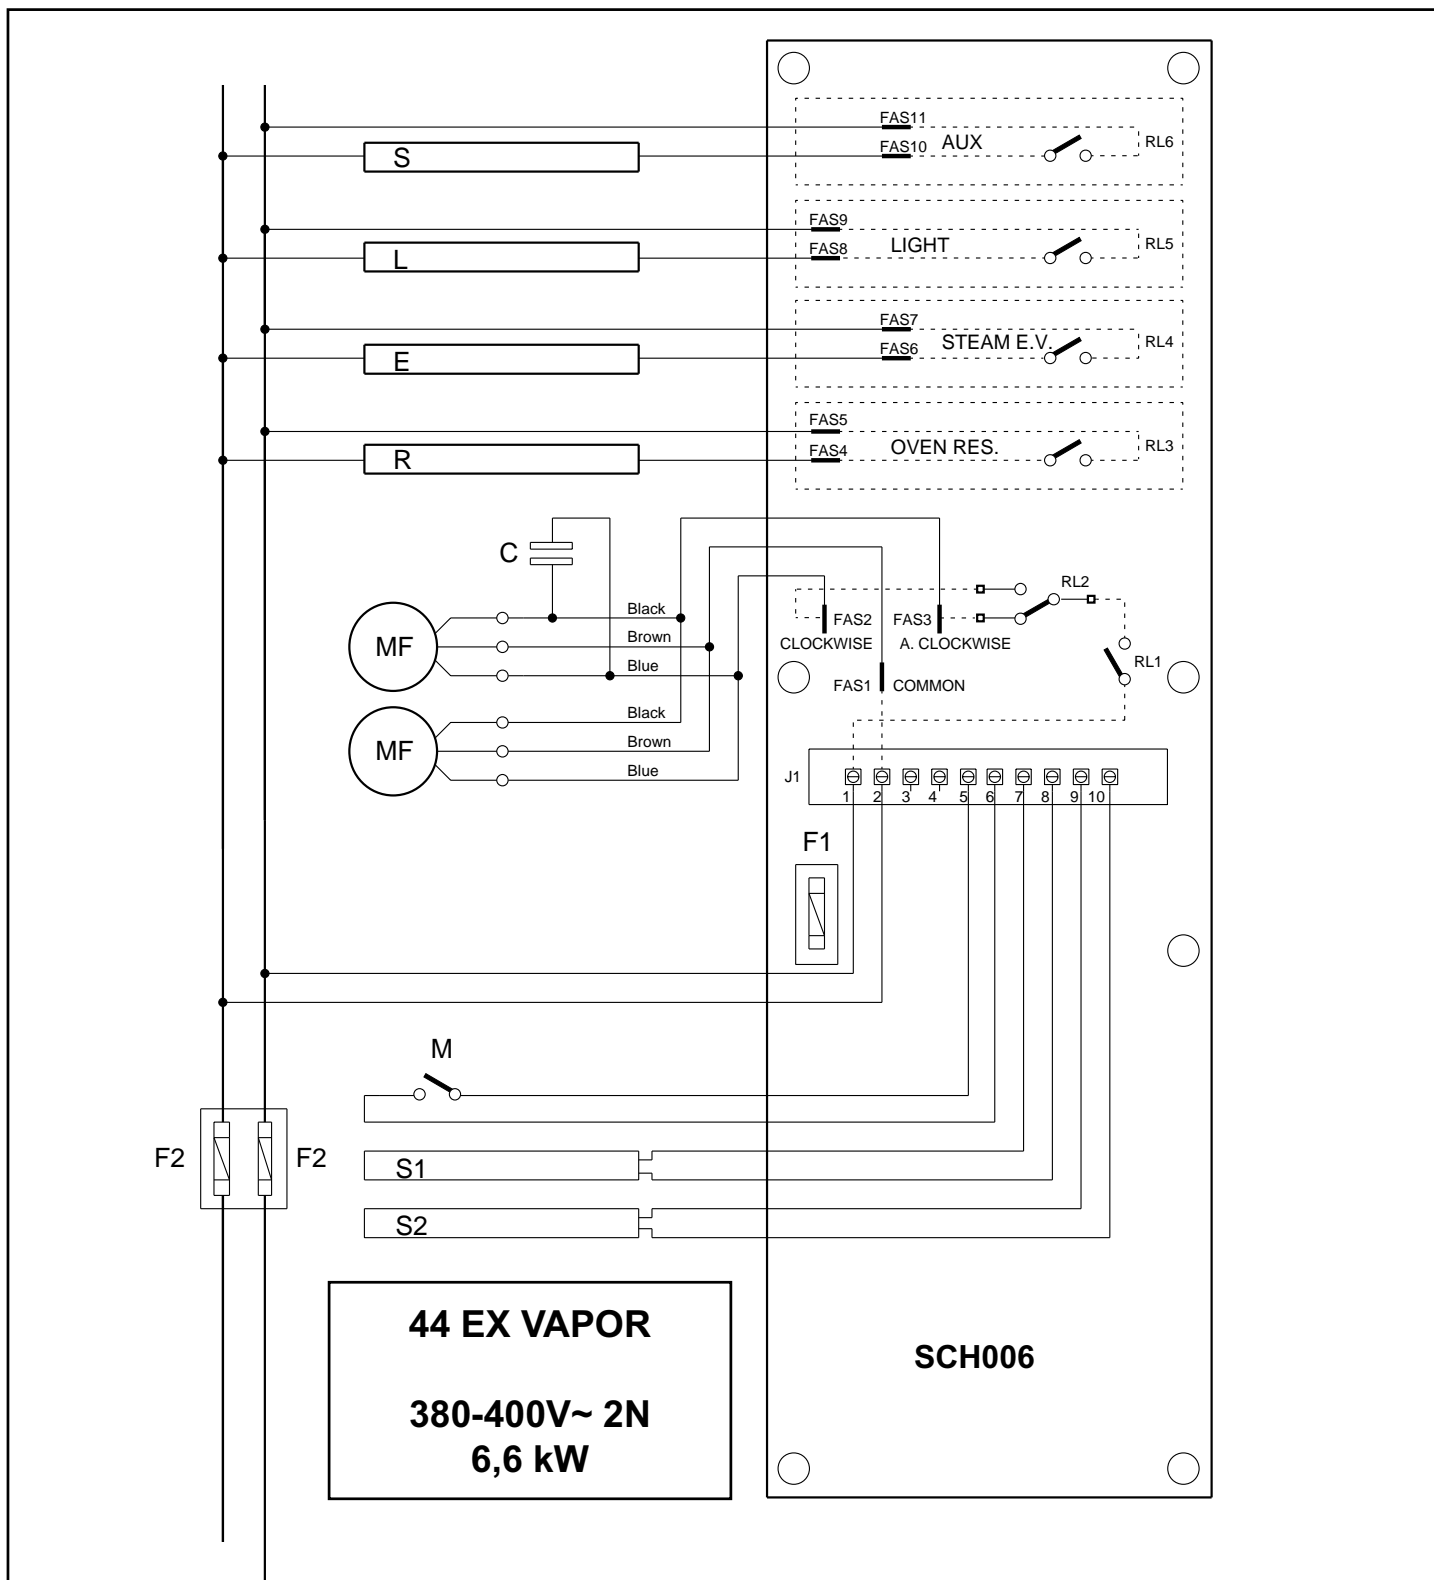 FAS11
AUX
RL6
FAS10
S
FAS9
LIGHT
RL5
FAS8
L
FAS7
STEAM E.V.
RL4
FAS6
E
FAS5
OVEN RES.
RL3
FAS4
R
C
RL2
Black
FAS2
FAS3
MF
Brown
CLOCKWISE
A. CLOCKWISE
Blue
RL1
FAS1
COMMON
Black
MF
Brown
Blue
J1
1 2 3 4 5 6 7 8 9 10
F1
M
F2
F2
S1
S2
44 EX VAPOR
380-400V~ 2N
6,6 kW
SCH006